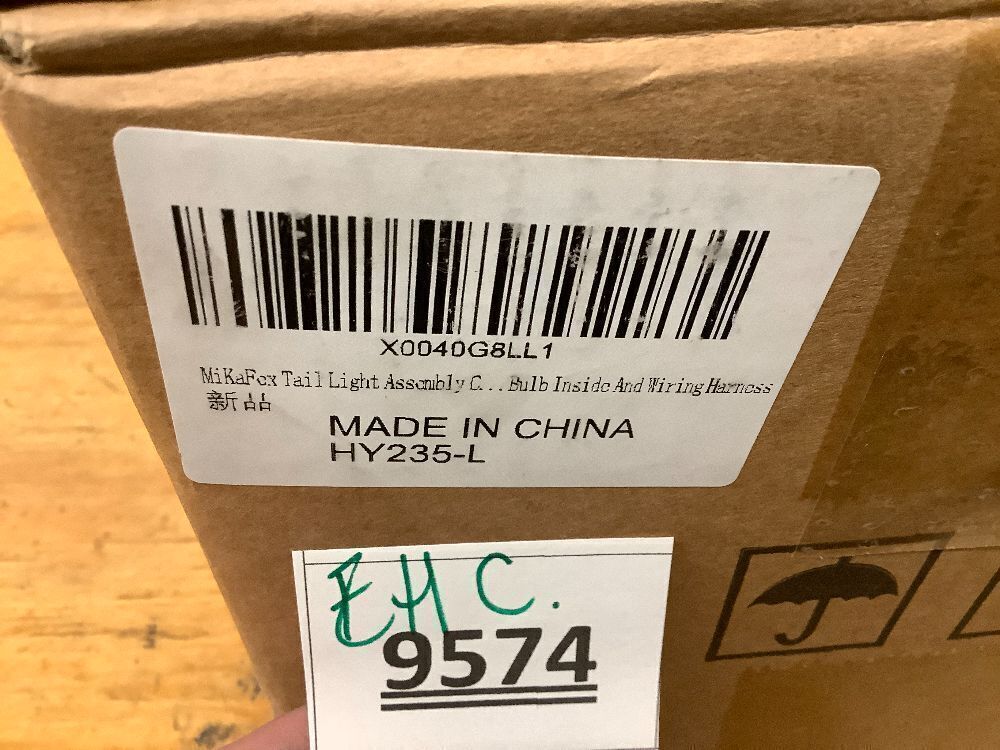 X0040G8LL1
MiKaFox Tail Light Assembly C...Bulb Inside And Wiring Harness
新品
MADE IN CHINA
HY235-L
EHC.
9574